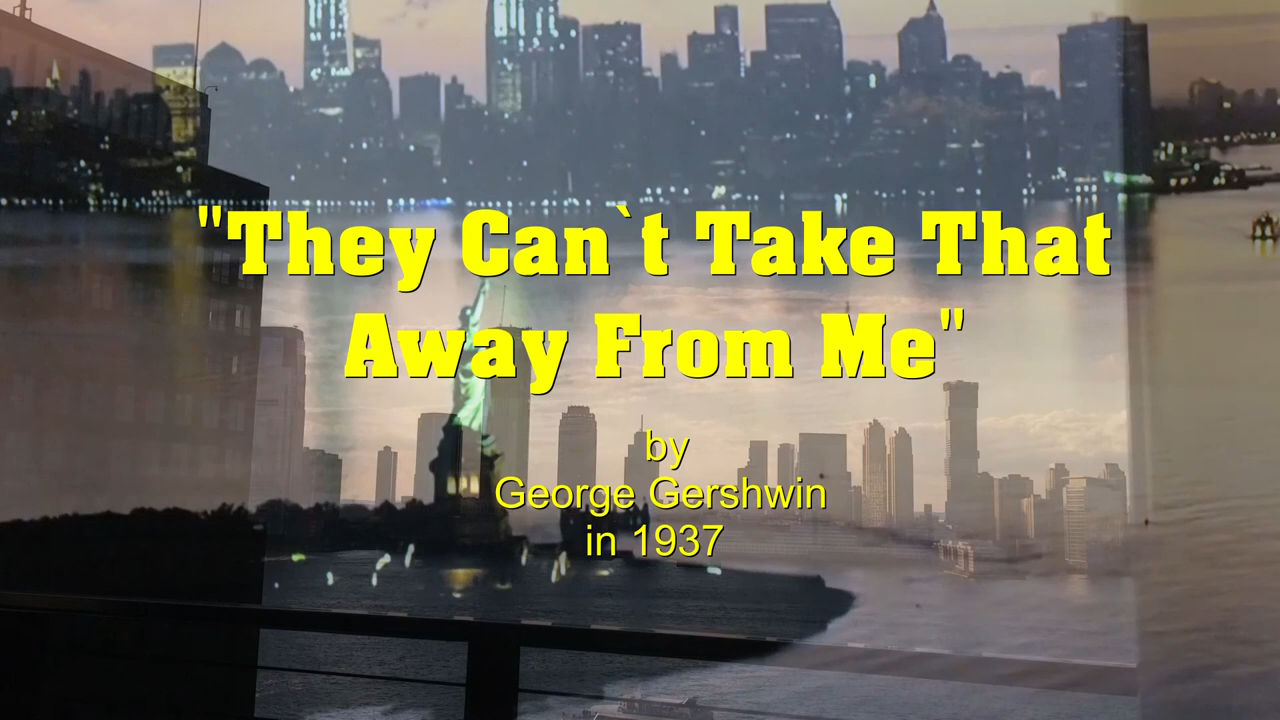 "They Can`t Take That
Away From Me"
by
George Gershwin
in 1937